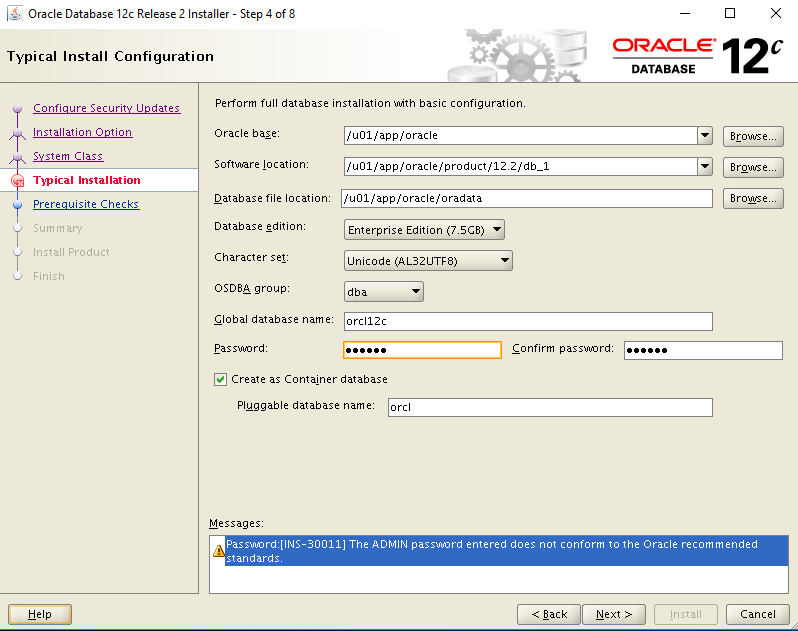 Oracle Database 12c Release 2 Installer - Step 4 of 8
Typical Install Configuration
ORACLE
DATABASE
12c
Configure Security Updates
Installation Option
System Class
Typical Installation
Prerequisite Checks
Summary
Install Product
Finish
Perform full database installation with basic configuration.
Oracle base: /u01/app/oracle Browse...
Software location: /u01/app/oracle/product/12.2/db_1 Browse...
Database file location: /u01/app/oracle/oradata Browse...
Database edition: Enterprise Edition (7.5GB)
Character set: Unicode (AL32UTF8)
OSDBA group: dba
Global database name: orcl12c
Password: •••••• Confirm password: ••••••
Create as Container database
Pluggable database name: orcl
Messages:
Password:[INS-30011] The ADMIN password entered does not conform to the Oracle recommended
standards.
Help < Back Next > Install Cancel